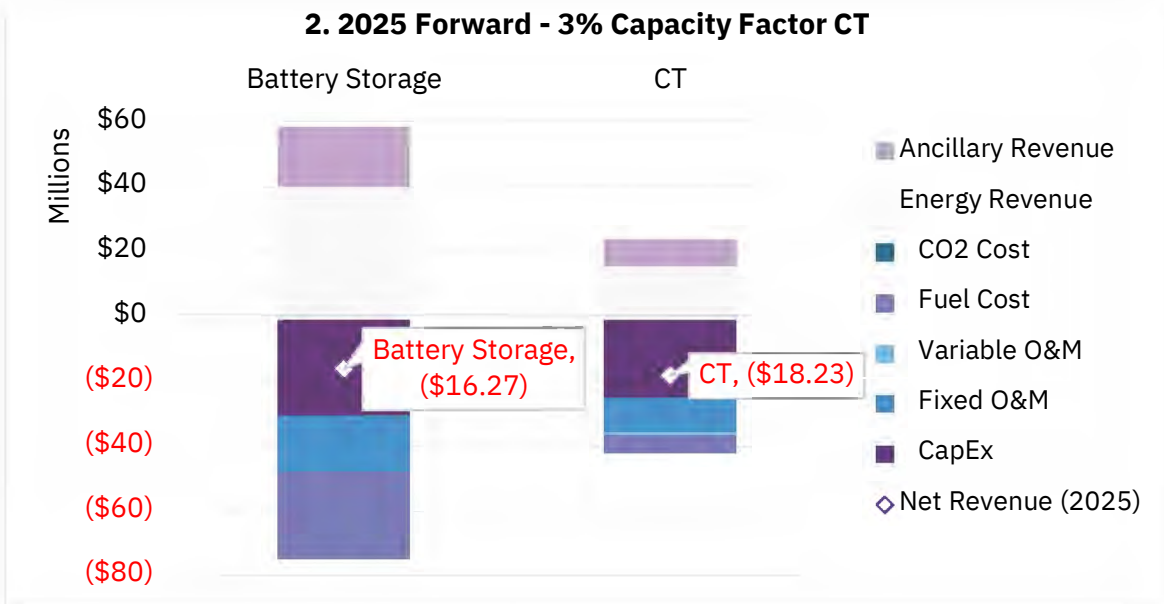 2. 2025 Forward - 3% Capacity Factor CT
Battery Storage
CT
Millions
$60
$40
$20
$0
($20)
($40)
($60)
($80)
Battery Storage,
($16.27)
CT, ($18.23)
Ancillary Revenue
Energy Revenue
CO2 Cost
Fuel Cost
Variable O&M
Fixed O&M
CapEx
Net Revenue (2025)